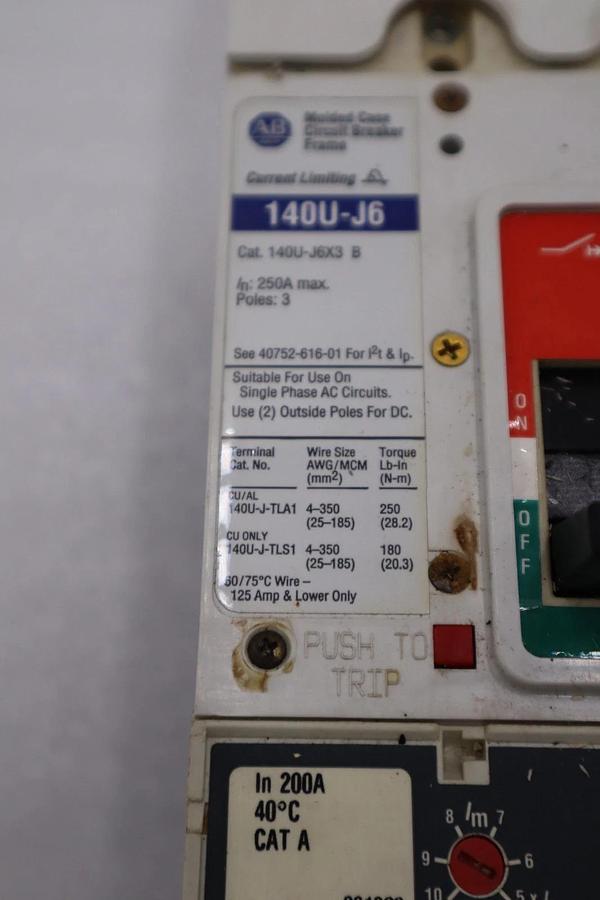 AB
Molded Case
Circuit Breaker
Frame
Current Limiting
140U-J6
Cat. 140U-J6X3 B
In: 250A max.
Poles: 3
See 40752-616-01 For I²t & Ip.
Suitable For Use On
Single Phase AC Circuits.
Use (2) Outside Poles For DC.
Terminal Wire Size Torque
Cat. No. AWG/MCM Lb-In
(mm²) (N-m)
CU/AL
140U-J-TLA1 4–350 250
(25–185) (28.2)
CU ONLY
140U-J-TLS1 4–350 180
(25–185) (20.3)
60/75°C Wire –
125 Amp & Lower Only
ON
OFF
PUSH TO
TRIP
In 200A
40°C
CAT A
Im
8 7
9 6
10 5 x I